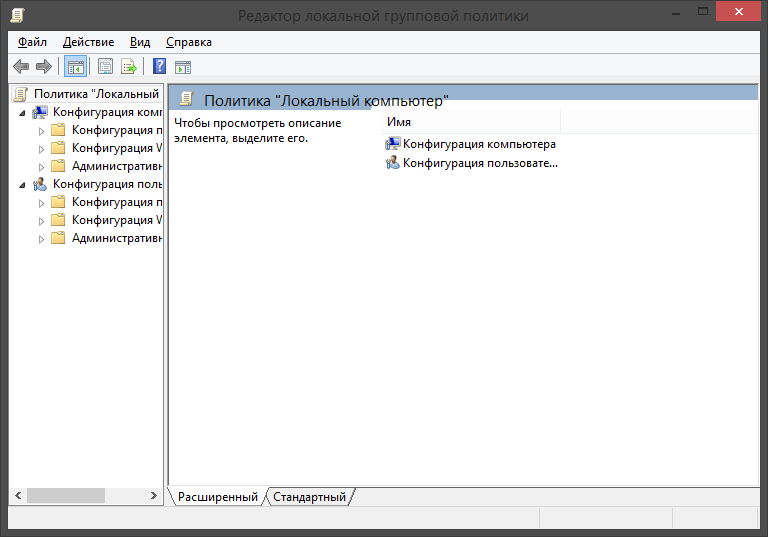 Редактор локальной групповой политики
Файл Действие Вид Справка
Политика "Локальный
Конфигурация комп
Конфигурация п
Конфигурация W
Административн
Конфигурация поль
Конфигурация п
Конфигурация W
Административн
Политика "Локальный компьютер"
Чтобы просмотреть описание
элемента, выделите его.
Имя
Конфигурация компьютера
Конфигурация пользовате...
Расширенный Стандартный